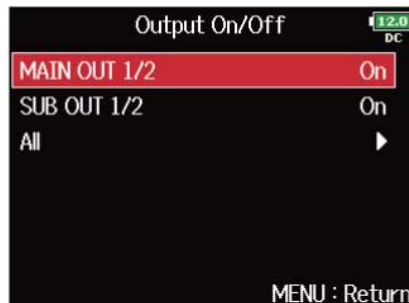 Output On/Off
12.0
DC
MAIN OUT 1/2 On
SUB OUT 1/2 On
All
MENU : Return